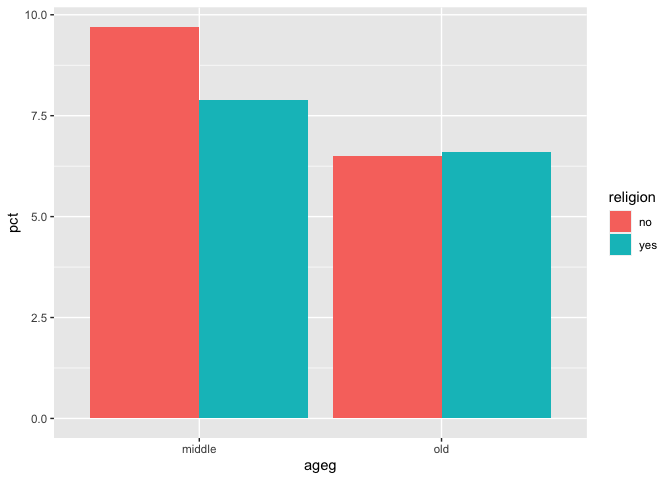 10.0
7.5
5.0
2.5
0.0
pct
middle
old
ageg
religion
no
yes